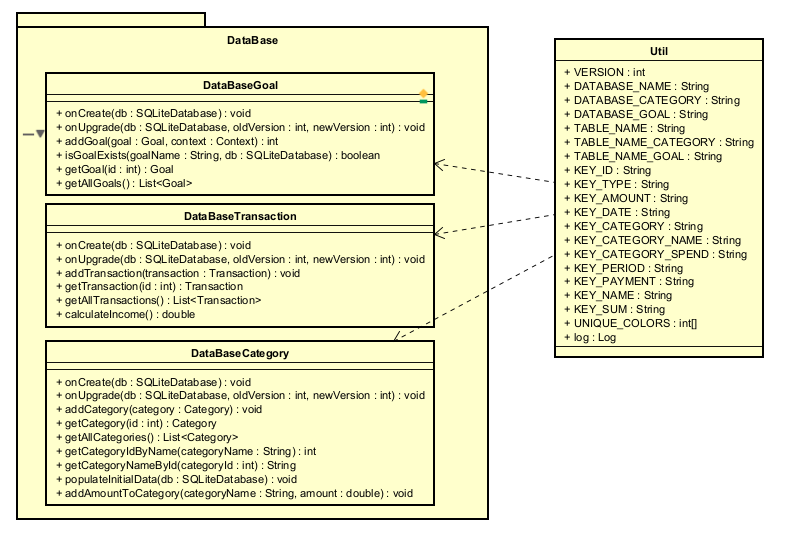 DataBase
DataBaseGoal
+ onCreate(db : SQLiteDatabase) : void
+ onUpgrade(db : SQLiteDatabase, oldVersion : int, newVersion : int) : void
+ addGoal(goal : Goal, context : Context) : int
+ isGoalExists(goalName : String, db : SQLiteDatabase) : boolean
+ getGoal(id : int) : Goal
+ getAllGoals() : List<Goal>
DataBaseTransaction
+ onCreate(db : SQLiteDatabase) : void
+ onUpgrade(db : SQLiteDatabase, oldVersion : int, newVersion : int) : void
+ addTransaction(transaction : Transaction) : void
+ getTransaction(id : int) : Transaction
+ getAllTransactions() : List<Transaction>
+ calculateIncome() : double
DataBaseCategory
+ onCreate(db : SQLiteDatabase) : void
+ onUpgrade(db : SQLiteDatabase, oldVersion : int, newVersion : int) : void
+ addCategory(category : Category) : void
+ getCategory(id : int) : Category
+ getAllCategories() : List<Category>
+ getCategoryIdByName(categoryName : String) : int
+ getCategoryNameById(categoryId : int) : String
+ populateInitialData(db : SQLiteDatabase) : void
+ addAmountToCategory(categoryName : String, amount : double) : void
Util
+ VERSION : int
+ DATABASE_NAME : String
+ DATABASE_CATEGORY : String
+ DATABASE_GOAL : String
+ TABLE_NAME : String
+ TABLE_NAME_CATEGORY : String
+ TABLE_NAME_GOAL : String
+ KEY_ID : String
+ KEY_TYPE : String
+ KEY_AMOUNT : String
+ KEY_DATE : String
+ KEY_CATEGORY : String
+ KEY_CATEGORY_NAME : String
+ KEY_CATEGORY_SPEND : String
+ KEY_PERIOD : String
+ KEY_PAYMENT : String
+ KEY_NAME : String
+ KEY_SUM : String
+ UNIQUE_COLORS : int[]
+ log : Log